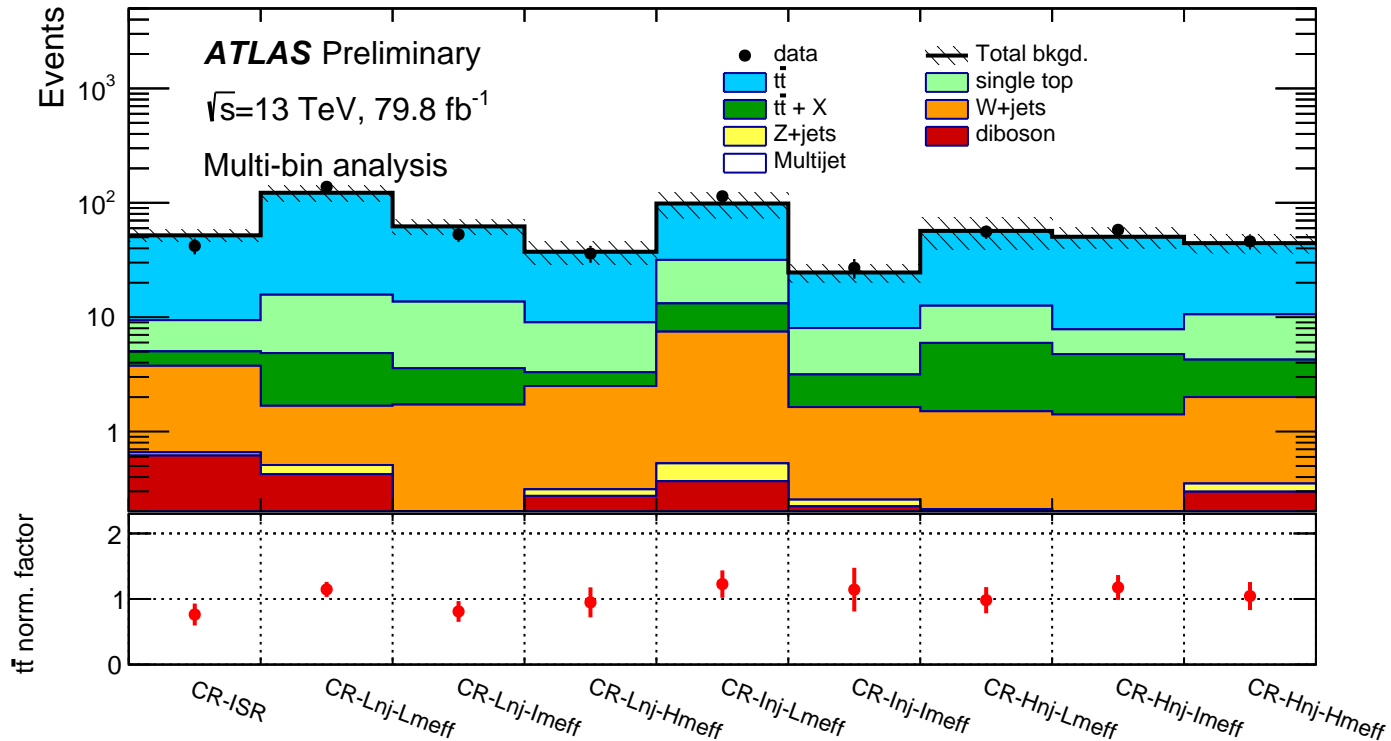 Events
10³
10²
10
1
ATLAS Preliminary
√s=13 TeV, 79.8 fb⁻¹
Multi-bin analysis
data
Total bkgd.
tt̄
single top
tt̄ + X
W+jets
Z+jets
diboson
Multijet
tt̄ norm. factor
2
1
0
CR-ISR
CR-Lnj-Lmeff
CR-Lnj-Imeff
CR-Lnj-Hmeff
CR-Inj-Lmeff
CR-Inj-Imeff
CR-Hnj-Lmeff
CR-Hnj-Imeff
CR-Hnj-Hmeff